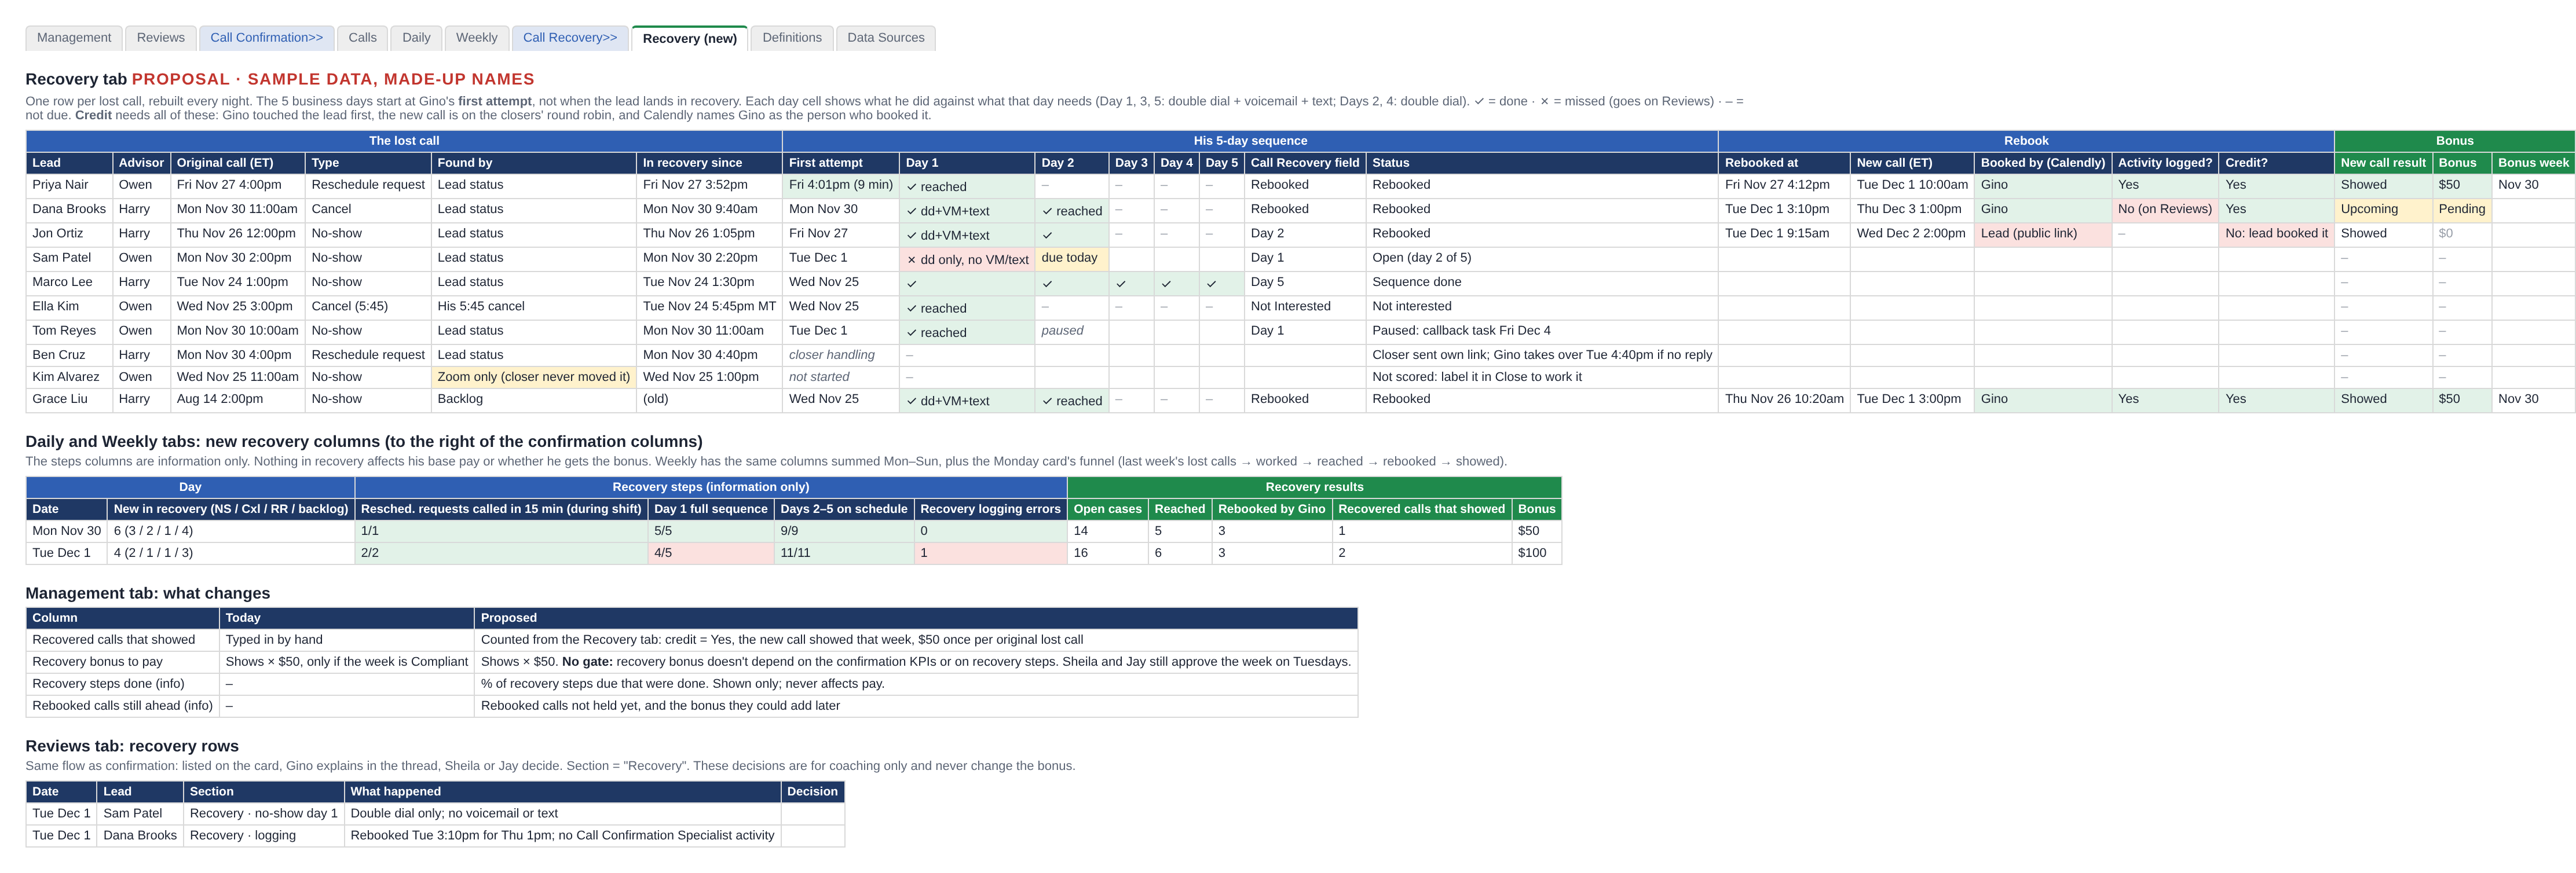 Management Reviews Call Confirmation>> Calls Daily Weekly Call Recovery>> Recovery (new) Definitions Data Sources
Recovery tab PROPOSAL · SAMPLE DATA, MADE-UP NAMES
One row per lost call, rebuilt every night. The 5 business days start at Gino's first attempt, not when the lead lands in recovery. Each day cell shows what he did against what that day needs (Day 1, 3, 5: double dial + voicemail + text; Days 2, 4: double dial). ✓ = done · ✕ = missed (goes on Reviews) · – =
not due. Credit needs all of these: Gino touched the lead first, the new call is on the closers' round robin, and Calendly names Gino as the person who booked it.
The lost call His 5-day sequence Rebook Bonus
Lead Advisor Original call (ET) Type Found by In recovery since First attempt Day 1 Day 2 Day 3 Day 4 Day 5 Call Recovery field Status Rebooked at New call (ET) Booked by (Calendly) Activity logged? Credit? New call result Bonus Bonus week
Priya Nair Owen Fri Nov 27 4:00pm Reschedule request Lead status Fri Nov 27 3:52pm Fri 4:01pm (9 min) ✓ reached – – – – Rebooked Rebooked Fri Nov 27 4:12pm Tue Dec 1 10:00am Gino Yes Yes Showed $50 Nov 30
Dana Brooks Harry Mon Nov 30 11:00am Cancel Lead status Mon Nov 30 9:40am Mon Nov 30 ✓ dd+VM+text ✓ reached – – – Rebooked Rebooked Tue Dec 1 3:10pm Thu Dec 3 1:00pm Gino No (on Reviews) Yes Upcoming Pending
Jon Ortiz Harry Thu Nov 26 12:00pm No-show Lead status Thu Nov 26 1:05pm Fri Nov 27 ✓ dd+VM+text ✓ – – – Day 2 Rebooked Tue Dec 1 9:15am Wed Dec 2 2:00pm Lead (public link) – No: lead booked it Showed $0
Sam Patel Owen Mon Nov 30 2:00pm No-show Lead status Mon Nov 30 2:20pm Tue Dec 1 ✕ dd only, no VM/text due today Day 1 Open (day 2 of 5) – –
Marco Lee Harry Tue Nov 24 1:00pm No-show Lead status Tue Nov 24 1:30pm Wed Nov 25 ✓ ✓ ✓ ✓ ✓ Day 5 Sequence done – –
Ella Kim Owen Wed Nov 25 3:00pm Cancel (5:45) His 5:45 cancel Tue Nov 24 5:45pm MT Wed Nov 25 ✓ reached – – – – Not Interested Not interested – –
Tom Reyes Owen Mon Nov 30 10:00am No-show Lead status Mon Nov 30 11:00am Tue Dec 1 ✓ reached paused Day 1 Paused: callback task Fri Dec 4 – –
Ben Cruz Harry Mon Nov 30 4:00pm Reschedule request Lead status Mon Nov 30 4:40pm closer handling – Closer sent own link; Gino takes over Tue 4:40pm if no reply – –
Kim Alvarez Owen Wed Nov 25 11:00am No-show Zoom only (closer never moved it) Wed Nov 25 1:00pm not started – Not scored: label it in Close to work it – –
Grace Liu Harry Aug 14 2:00pm No-show Backlog (old) Wed Nov 25 ✓ dd+VM+text ✓ reached – – – Rebooked Rebooked Thu Nov 26 10:20am Tue Dec 1 3:00pm Gino Yes Yes Showed $50 Nov 30
Daily and Weekly tabs: new recovery columns (to the right of the confirmation columns)
The steps columns are information only. Nothing in recovery affects his base pay or whether he gets the bonus. Weekly has the same columns summed Mon–Sun, plus the Monday card's funnel (last week's lost calls → worked → reached → rebooked → showed).
Day Recovery steps (information only) Recovery results
Date New in recovery (NS / Cxl / RR / backlog) Resched. requests called in 15 min (during shift) Day 1 full sequence Days 2–5 on schedule Recovery logging errors Open cases Reached Rebooked by Gino Recovered calls that showed Bonus
Mon Nov 30 6 (3 / 2 / 1 / 4) 1/1 5/5 9/9 0 14 5 3 1 $50
Tue Dec 1 4 (2 / 1 / 1 / 3) 2/2 4/5 11/11 1 16 6 3 2 $100
Management tab: what changes
Column Today Proposed
Recovered calls that showed Typed in by hand Counted from the Recovery tab: credit = Yes, the new call showed that week, $50 once per original lost call
Recovery bonus to pay Shows × $50, only if the week is Compliant Shows × $50. No gate: recovery bonus doesn't depend on the confirmation KPIs or on recovery steps. Sheila and Jay still approve the week on Tuesdays.
Recovery steps done (info) – % of recovery steps due that were done. Shown only; never affects pay.
Rebooked calls still ahead (info) – Rebooked calls not held yet, and the bonus they could add later
Reviews tab: recovery rows
Same flow as confirmation: listed on the card, Gino explains in the thread, Sheila or Jay decide. Section = "Recovery". These decisions are for coaching only and never change the bonus.
Date Lead Section What happened Decision
Tue Dec 1 Sam Patel Recovery · no-show day 1 Double dial only; no voicemail or text
Tue Dec 1 Dana Brooks Recovery · logging Rebooked Tue 3:10pm for Thu 1pm; no Call Confirmation Specialist activity